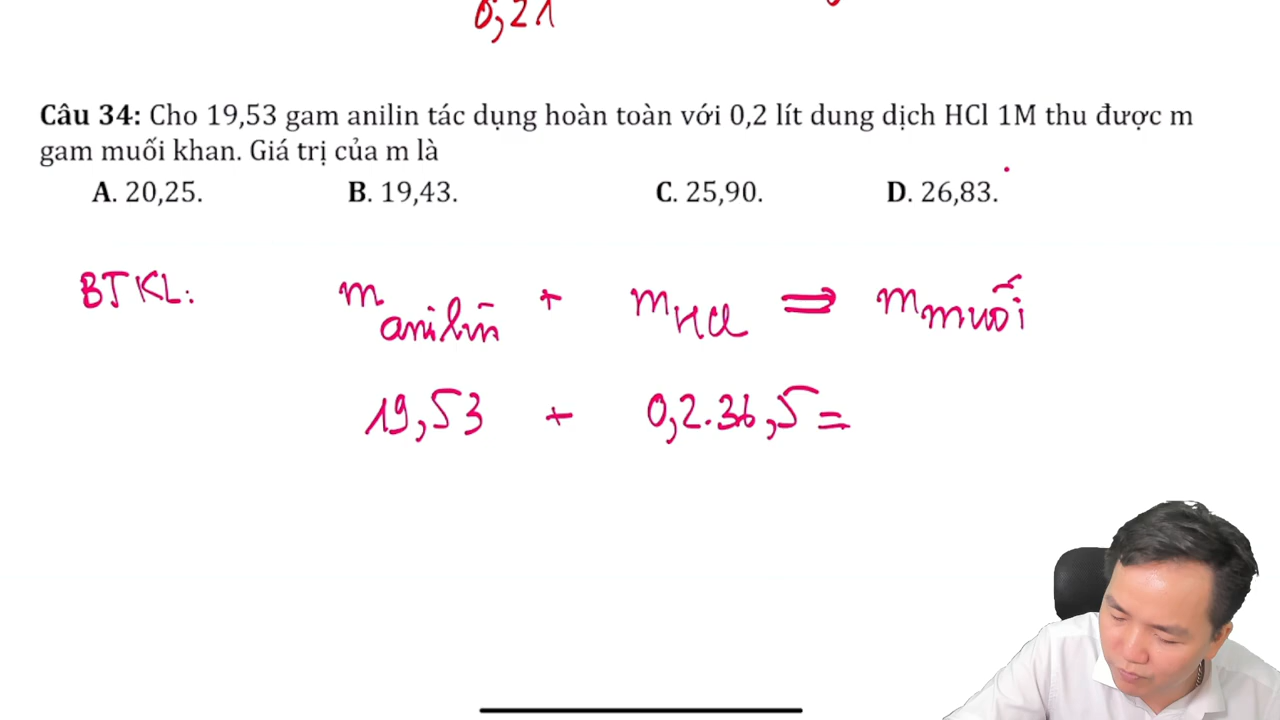 0,21
Câu 34: Cho 19,53 gam anilin tác dụng hoàn toàn với 0,2 lít dung dịch HCl 1M thu được m
gam muối khan. Giá trị của m là
A. 20,25. B. 19,43. C. 25,90. D. 26,83.
BTKL: m anilin + m HCl => m muối
19,53 + 0,2.36,5 =